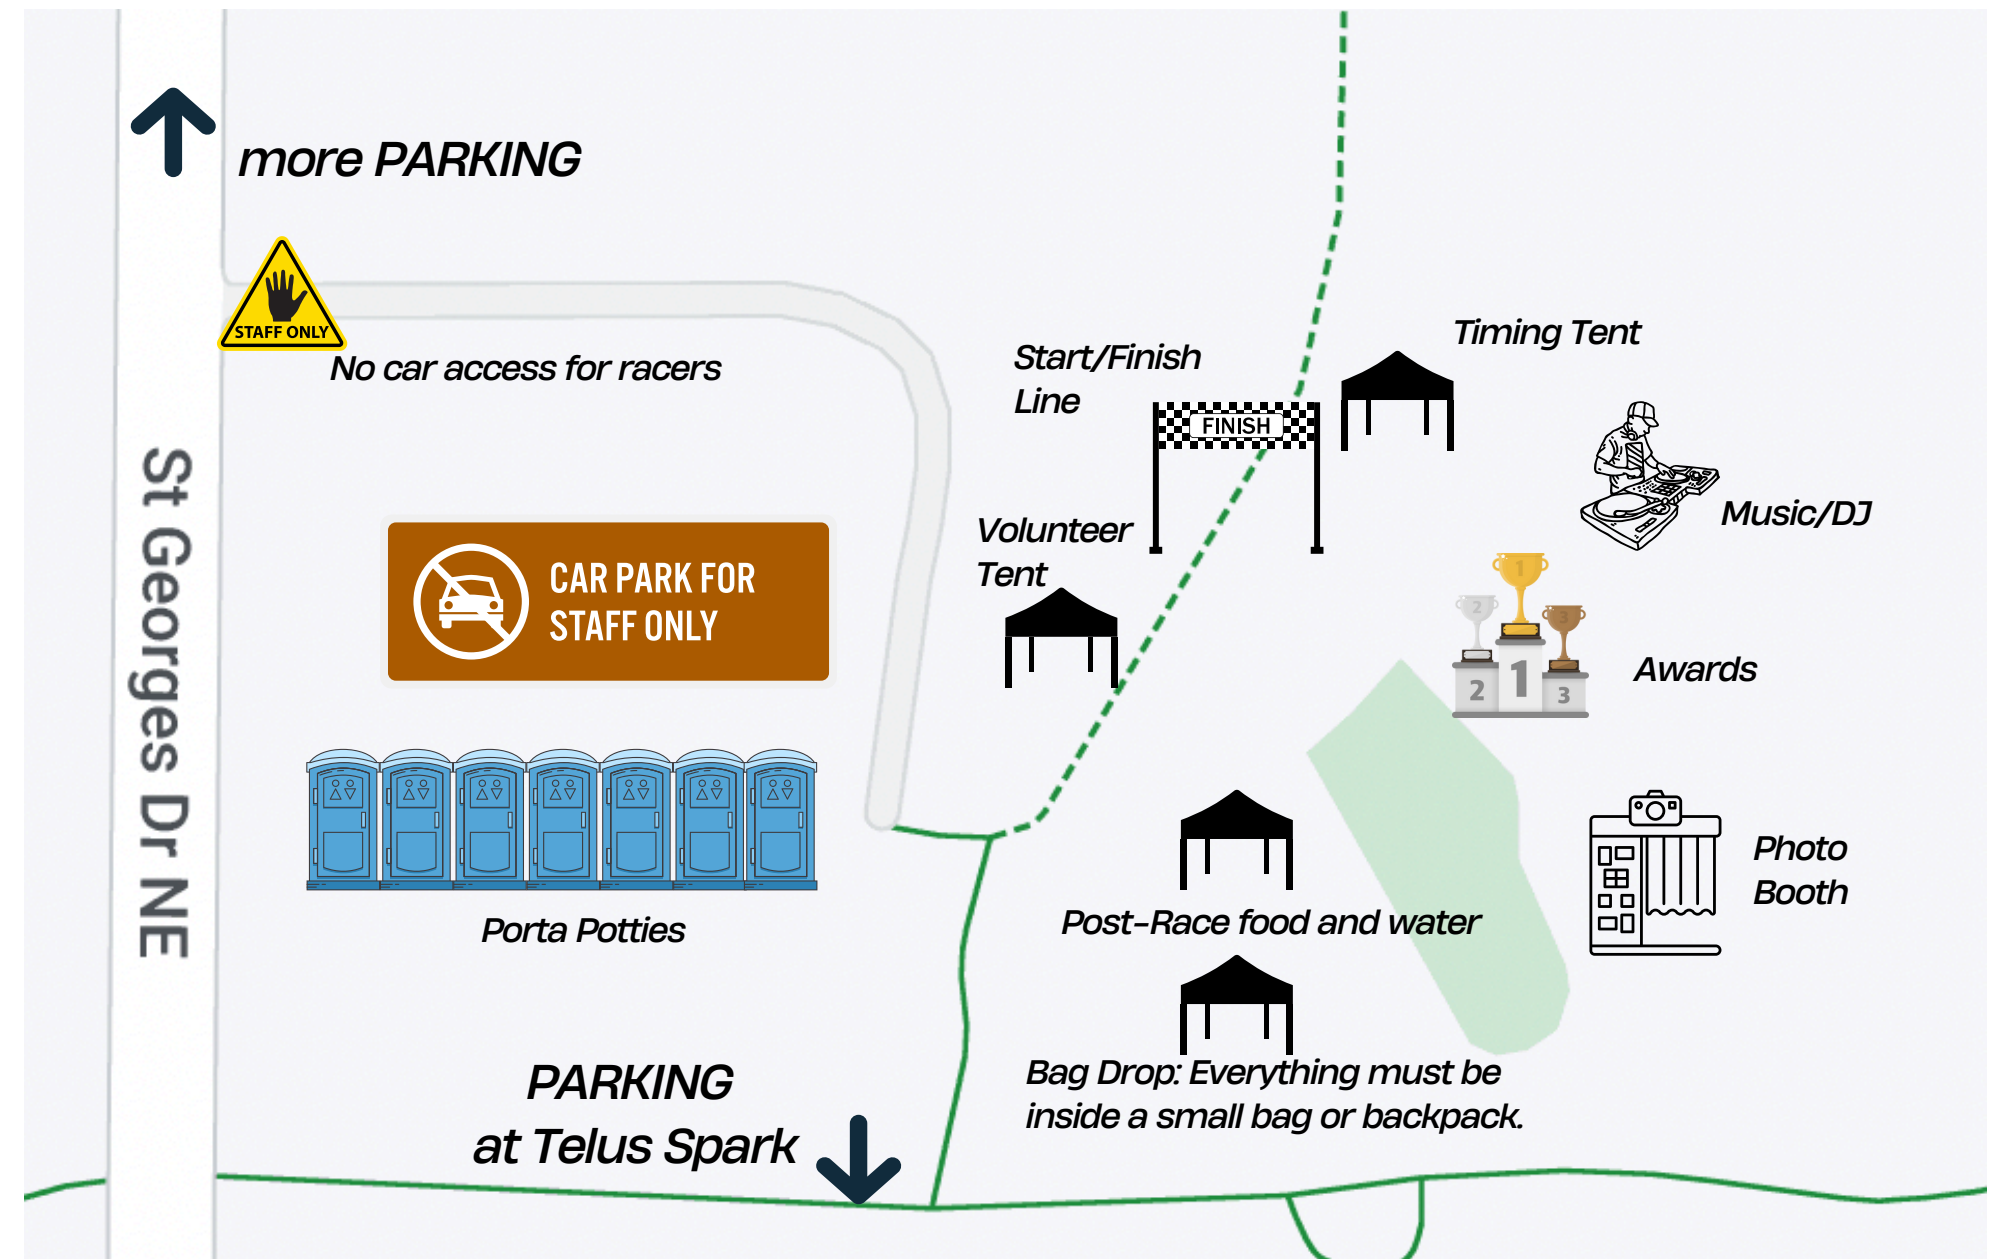 more PARKING
STAFF ONLY
No car access for racers
St Georges Dr NE
Start/Finish
Line
FINISH
Timing Tent
Music/DJ
Volunteer
Tent
CAR PARK FOR
STAFF ONLY
1
2
3
1
2
3
Awards
Photo
Booth
Porta Potties
Post-Race food and water
Bag Drop: Everything must be
inside a small bag or backpack.
PARKING
at Telus Spark